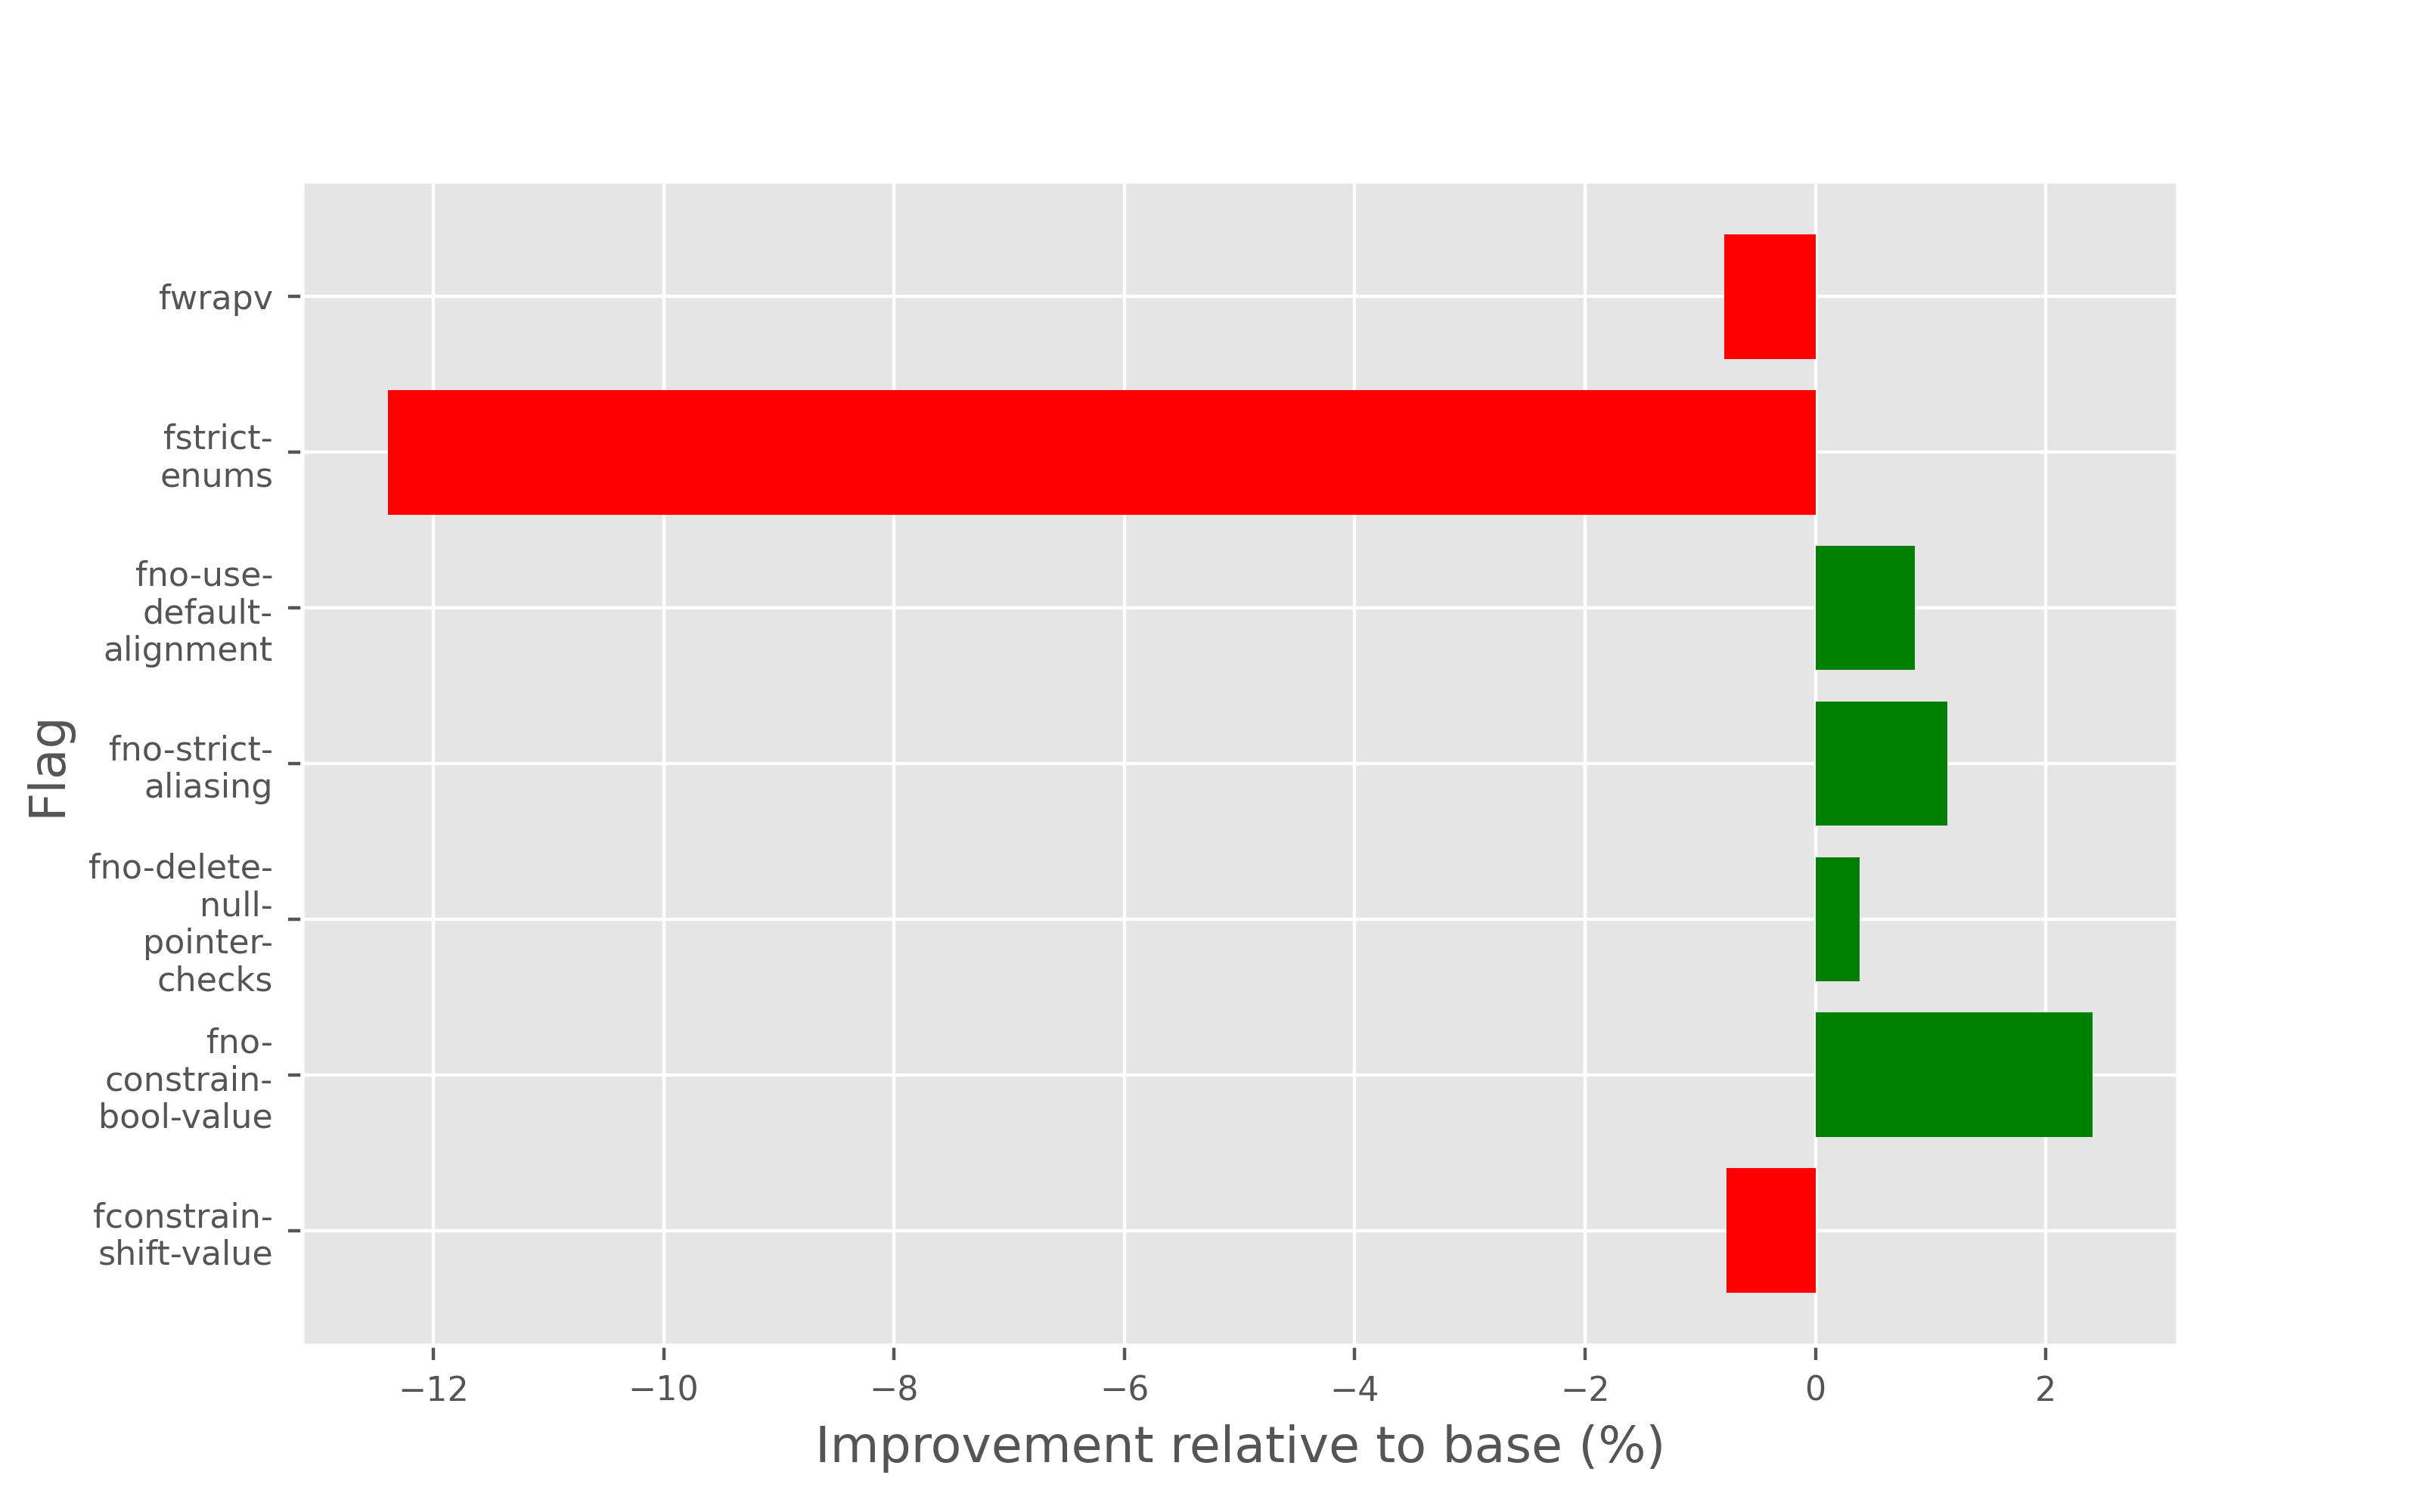 Flag
fwrapv
fstrict-
enums
fno-use-
default-
alignment
fno-strict-
aliasing
fno-delete-
null-
pointer-
checks
fno-
constrain-
bool-value
fconstrain-
shift-value
−12 −10 −8 −6 −4 −2 0 2
Improvement relative to base (%)